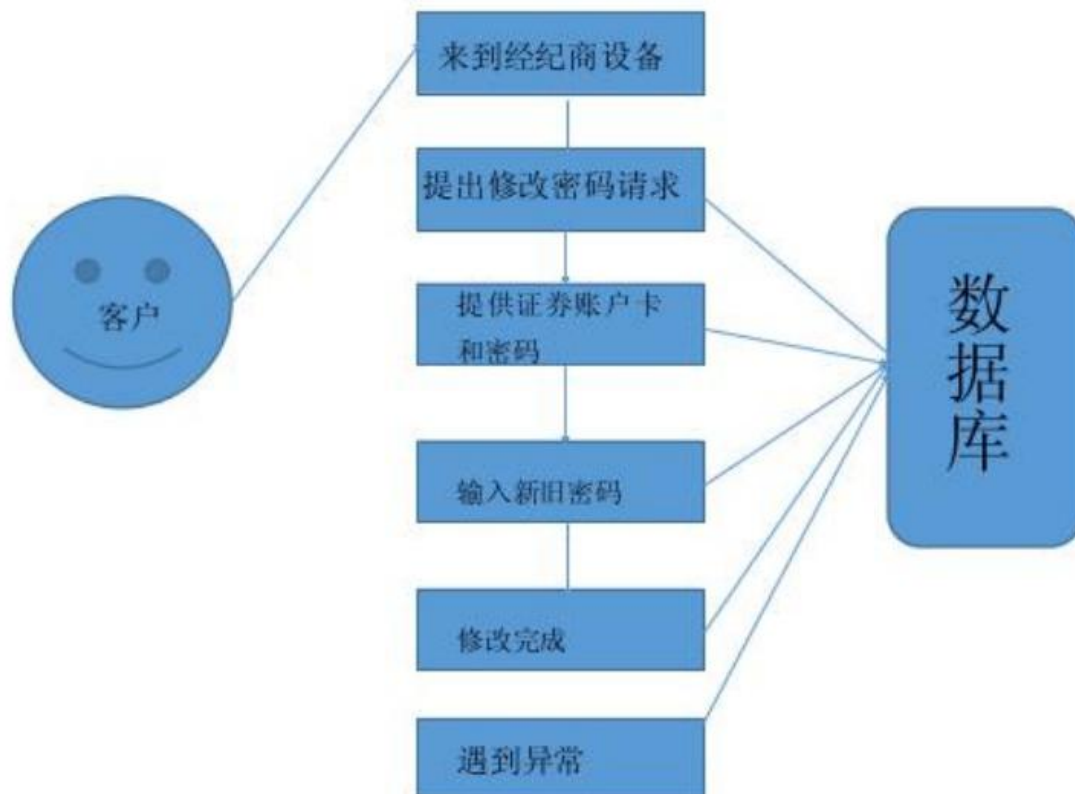 来到经纪商设备
提出修改密码请求
客户
提供证券账户卡
和密码
数据库
输入新旧密码
修改完成
遇到异常